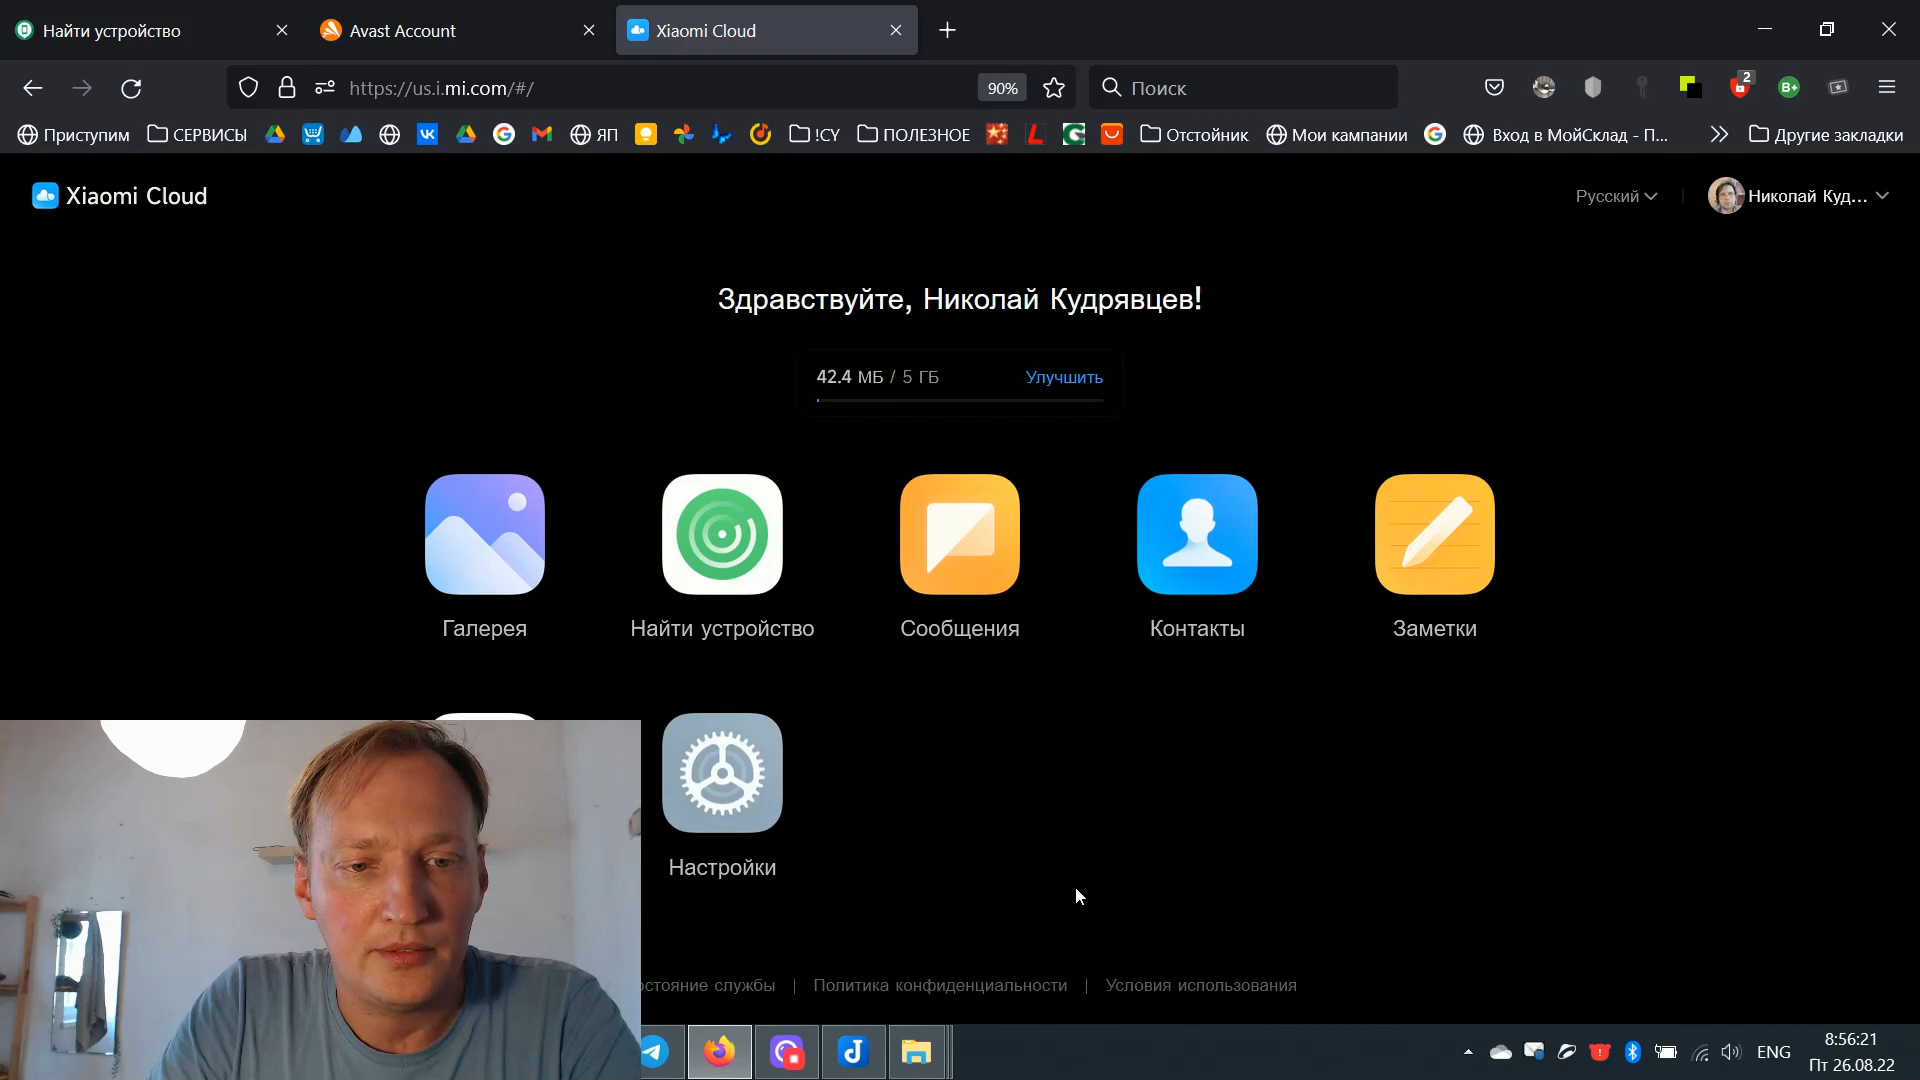 Найти устройство
Avast Account
Xiaomi Cloud
https://us.i.mi.com/#/
90%
Поиск
2
B+
Приступим
СЕРВИСЫ
ЯП
!CY
ПОЛЕЗНОЕ
Отстойник
Мои кампании
Вход в МойСклад - П...
Другие закладки
Xiaomi Cloud
Русский
Николай Куд...
Здравствуйте, Николай Кудрявцев!
42.4 МБ / 5 ГБ
Улучшить
Галерея
Найти устройство
Сообщения
Контакты
Заметки
Настройки
остояние службы | Политика конфиденциальности | Условия использования
ENG
8:56:21
Пт 26.08.22